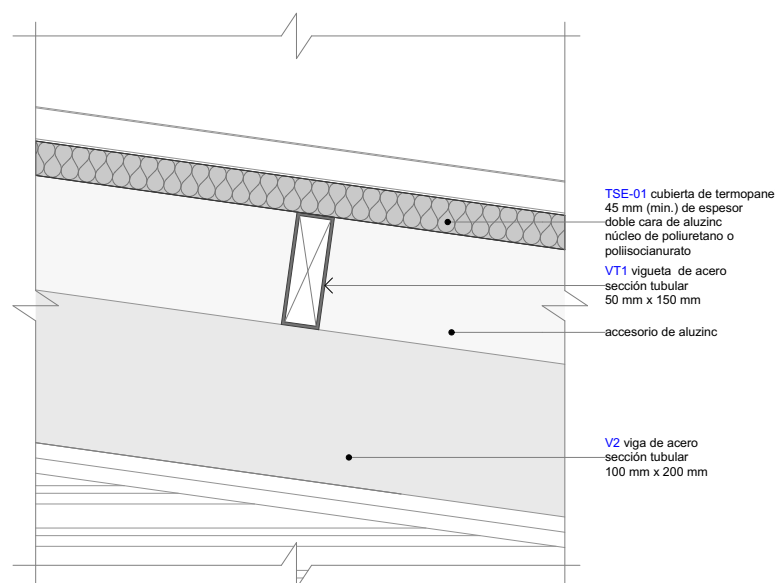 TSE-01 cubierta de termopane
45 mm (min.) de espesor
doble cara de aluzinc
núcleo de poliuretano o
poliisocianurato
VT1 vigueta de acero
sección tubular
50 mm x 150 mm
accesorio de aluzinc
V2 viga de acero
sección tubular
100 mm x 200 mm